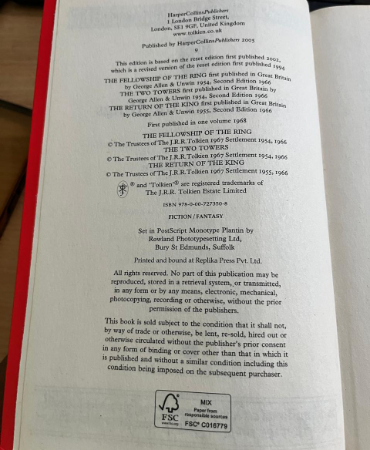 HarperCollinsPublishers
1 London Bridge Street,
London, SE1 9GF, United Kingdom
www.tolkien.co.uk
Published by HarperCollinsPublishers 2005
9
This edition is based on the reset edition first published 2002,
which is a revised version of the reset edition first published 1994
THE FELLOWSHIP OF THE RING first published in Great Britain
by George Allen & Unwin 1954, Second Edition 1966
THE TWO TOWERS first published in Great Britain by
George Allen & Unwin 1954, Second Edition 1966
THE RETURN OF THE KING first published in Great Britain
by George Allen & Unwin 1955, Second Edition 1966
First published in one volume 1968
THE FELLOWSHIP OF THE RING
© The Trustees of The J.R.R. Tolkien 1967 Settlement 1954, 1966
THE TWO TOWERS
© The Trustees of The J.R.R. Tolkien 1967 Settlement 1954, 1966
THE RETURN OF THE KING
© The Trustees of The J.R.R. Tolkien 1967 Settlement 1955, 1966
® and 'Tolkien'® are registered trademarks of
The J.R.R. Tolkien Estate Limited
ISBN 978-0-00-727350-8
FICTION / FANTASY
Set in PostScript Monotype Plantin by
Rowland Phototypesetting Ltd,
Bury St Edmunds, Suffolk
Printed and bound at Replika Press Pvt. Ltd.
All rights reserved. No part of this publication may be
reproduced, stored in a retrieval system, or transmitted,
in any form or by any means, electronic, mechanical,
photocopying, recording or otherwise, without the prior
permission of the publishers.
This book is sold subject to the condition that it shall not,
by way of trade or otherwise, be lent, re-sold, hired out or
otherwise circulated without the publisher's prior consent
in any form of binding or cover other than that in which it
is published and without a similar condition including this
condition being imposed on the subsequent purchaser.
FSC
MIX
Paper from
responsible sources
FSC® C016779